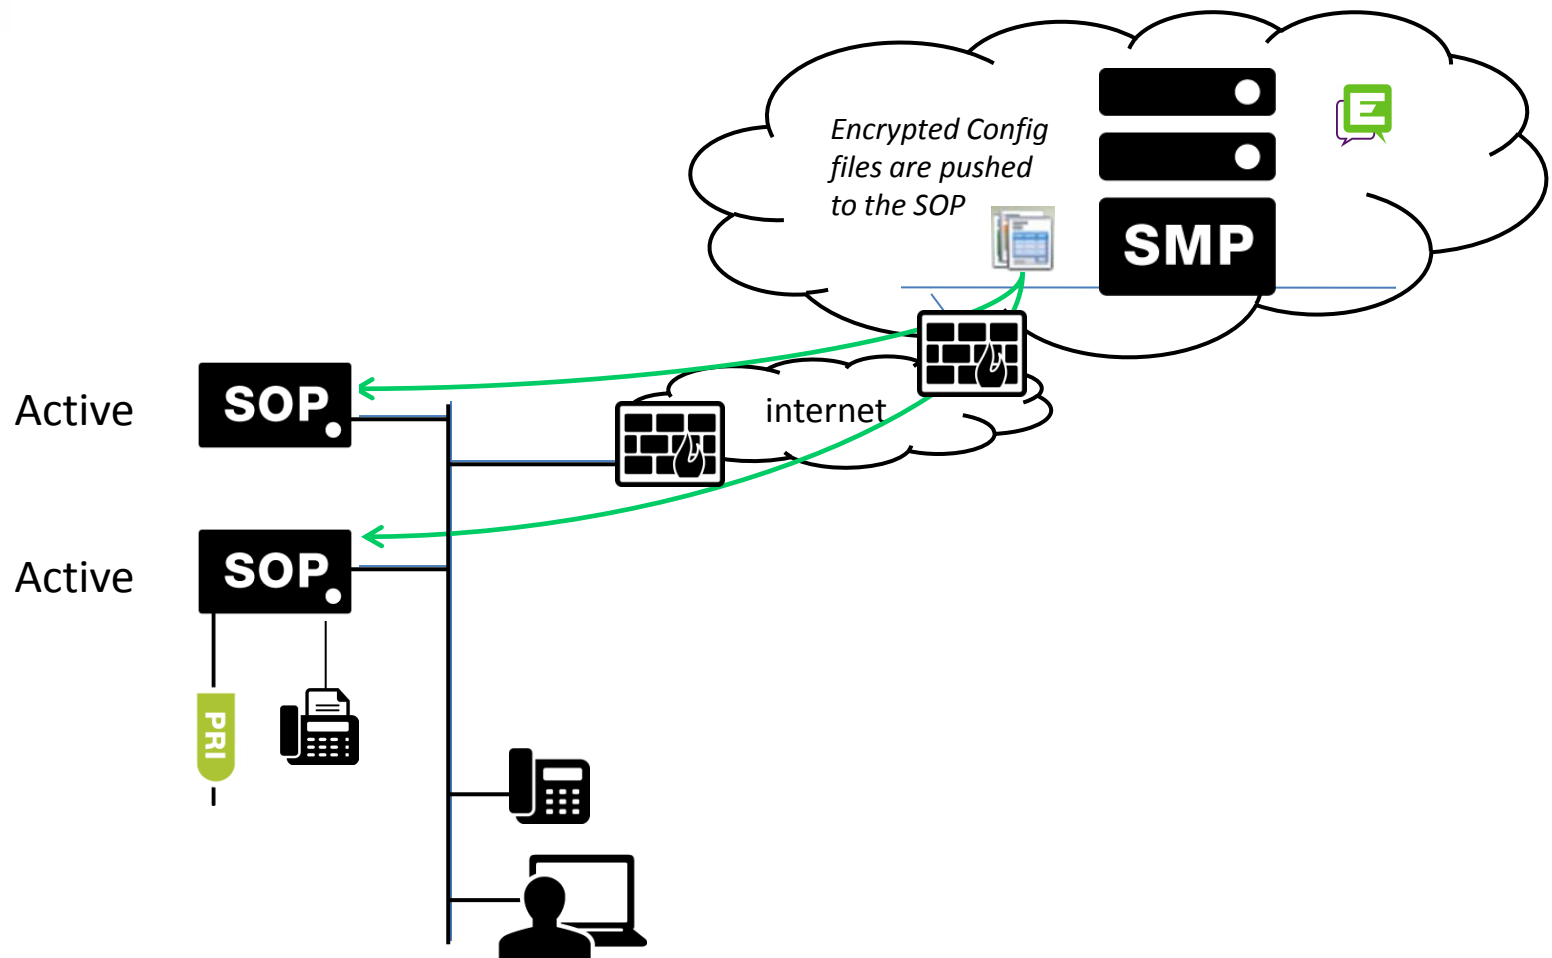 Encrypted Config
files are pushed
to the SOP
E
SMP
Active
SOP
internet
Active
SOP
PRI